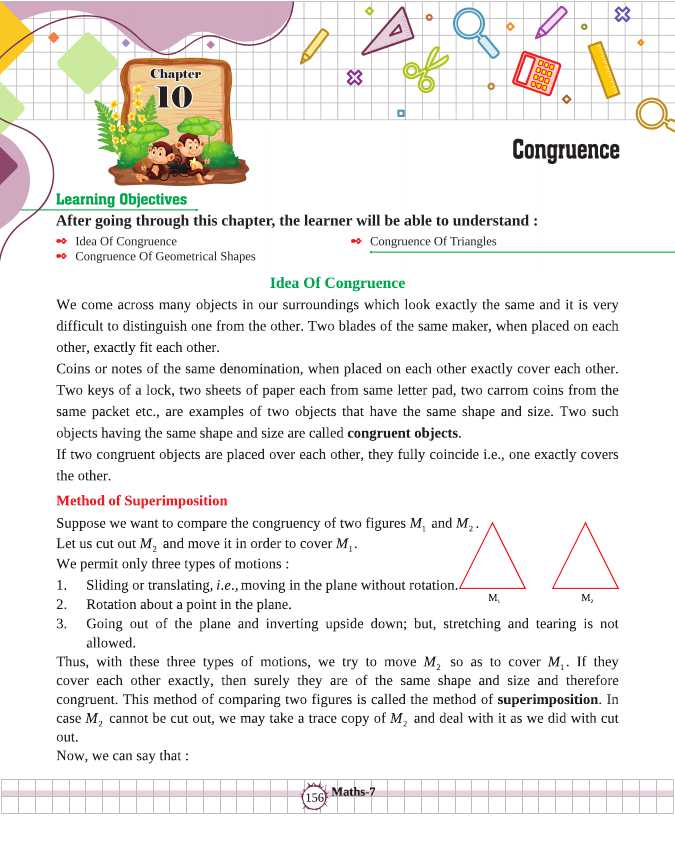 Chapter
10
Congruence
Learning Objectives
After going through this chapter, the learner will be able to understand :
Idea Of Congruence
Congruence Of Triangles
Congruence Of Geometrical Shapes
Idea Of Congruence
We come across many objects in our surroundings which look exactly the same and it is very
difficult to distinguish one from the other. Two blades of the same maker, when placed on each
other, exactly fit each other.
Coins or notes of the same denomination, when placed on each other exactly cover each other.
Two keys of a lock, two sheets of paper each from same letter pad, two carrom coins from the
same packet etc., are examples of two objects that have the same shape and size. Two such
objects having the same shape and size are called congruent objects.
If two congruent objects are placed over each other, they fully coincide i.e., one exactly covers
the other.
Method of Superimposition
Suppose we want to compare the congruency of two figures M₁ and M₂.
Let us cut out M₂ and move it in order to cover M₁.
We permit only three types of motions :
1. Sliding or translating, i.e., moving in the plane without rotation.
M₁ M₂
2. Rotation about a point in the plane.
3. Going out of the plane and inverting upside down; but, stretching and tearing is not
allowed.
Thus, with these three types of motions, we try to move M₂ so as to cover M₁. If they
cover each other exactly, then surely they are of the same shape and size and therefore
congruent. This method of comparing two figures is called the method of superimposition. In
case M₂ cannot be cut out, we may take a trace copy of M₂ and deal with it as we did with cut
out.
Now, we can say that :
156 Maths-7